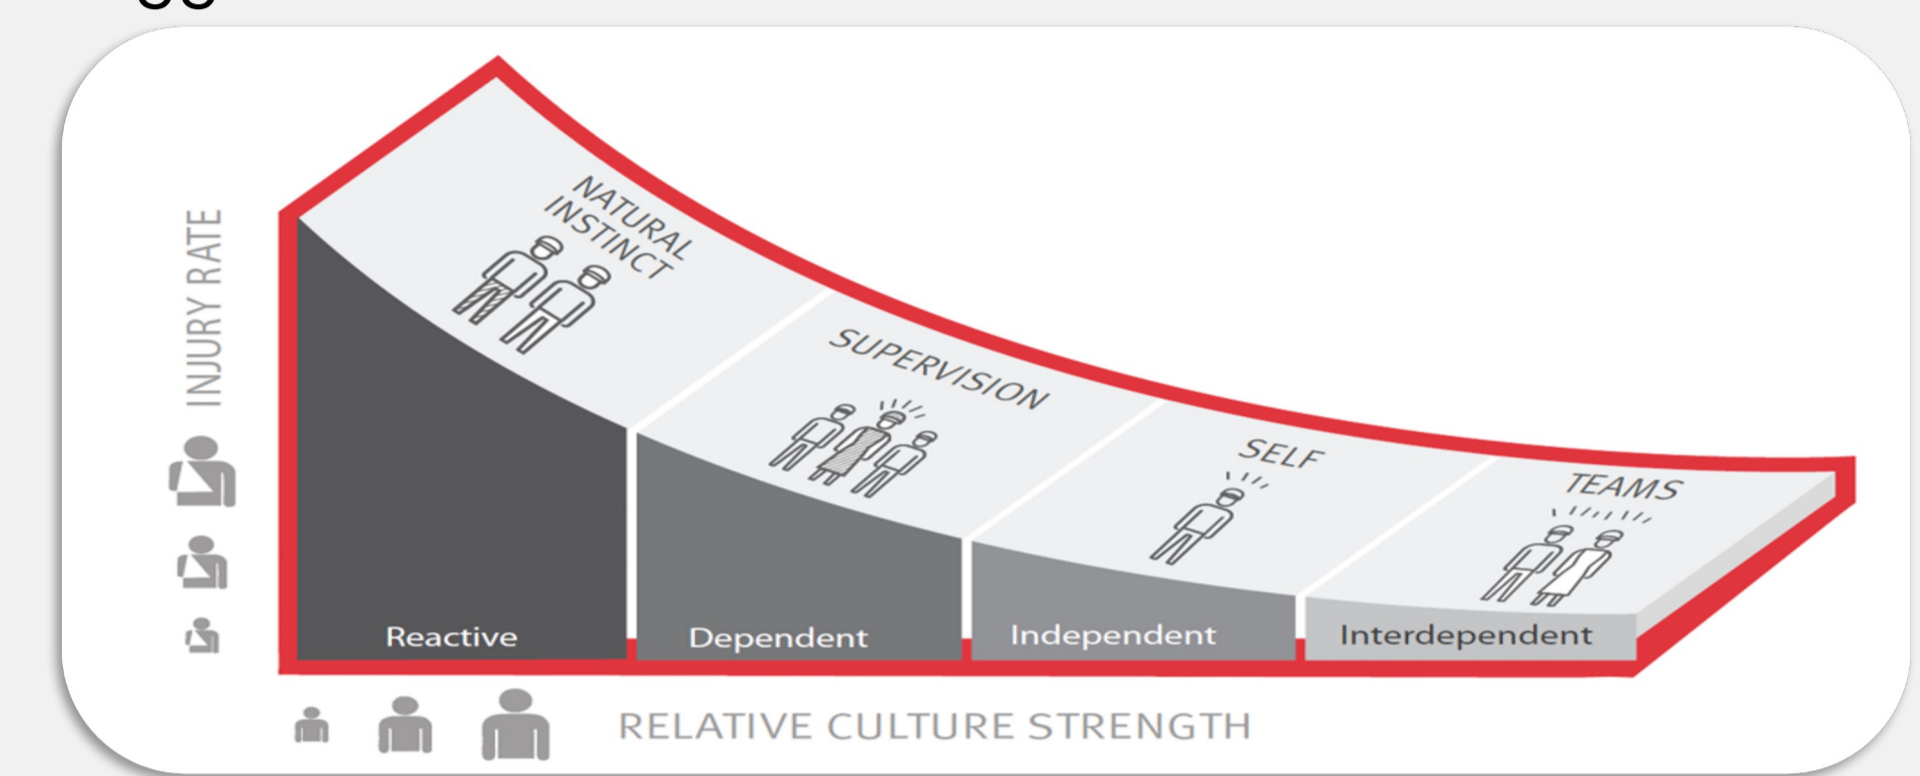 NATURAL
INSTINCT
SUPERVISION
SELF
TEAMS
INJURY RATE
Reactive
Dependent
Independent
Interdependent
RELATIVE CULTURE STRENGTH